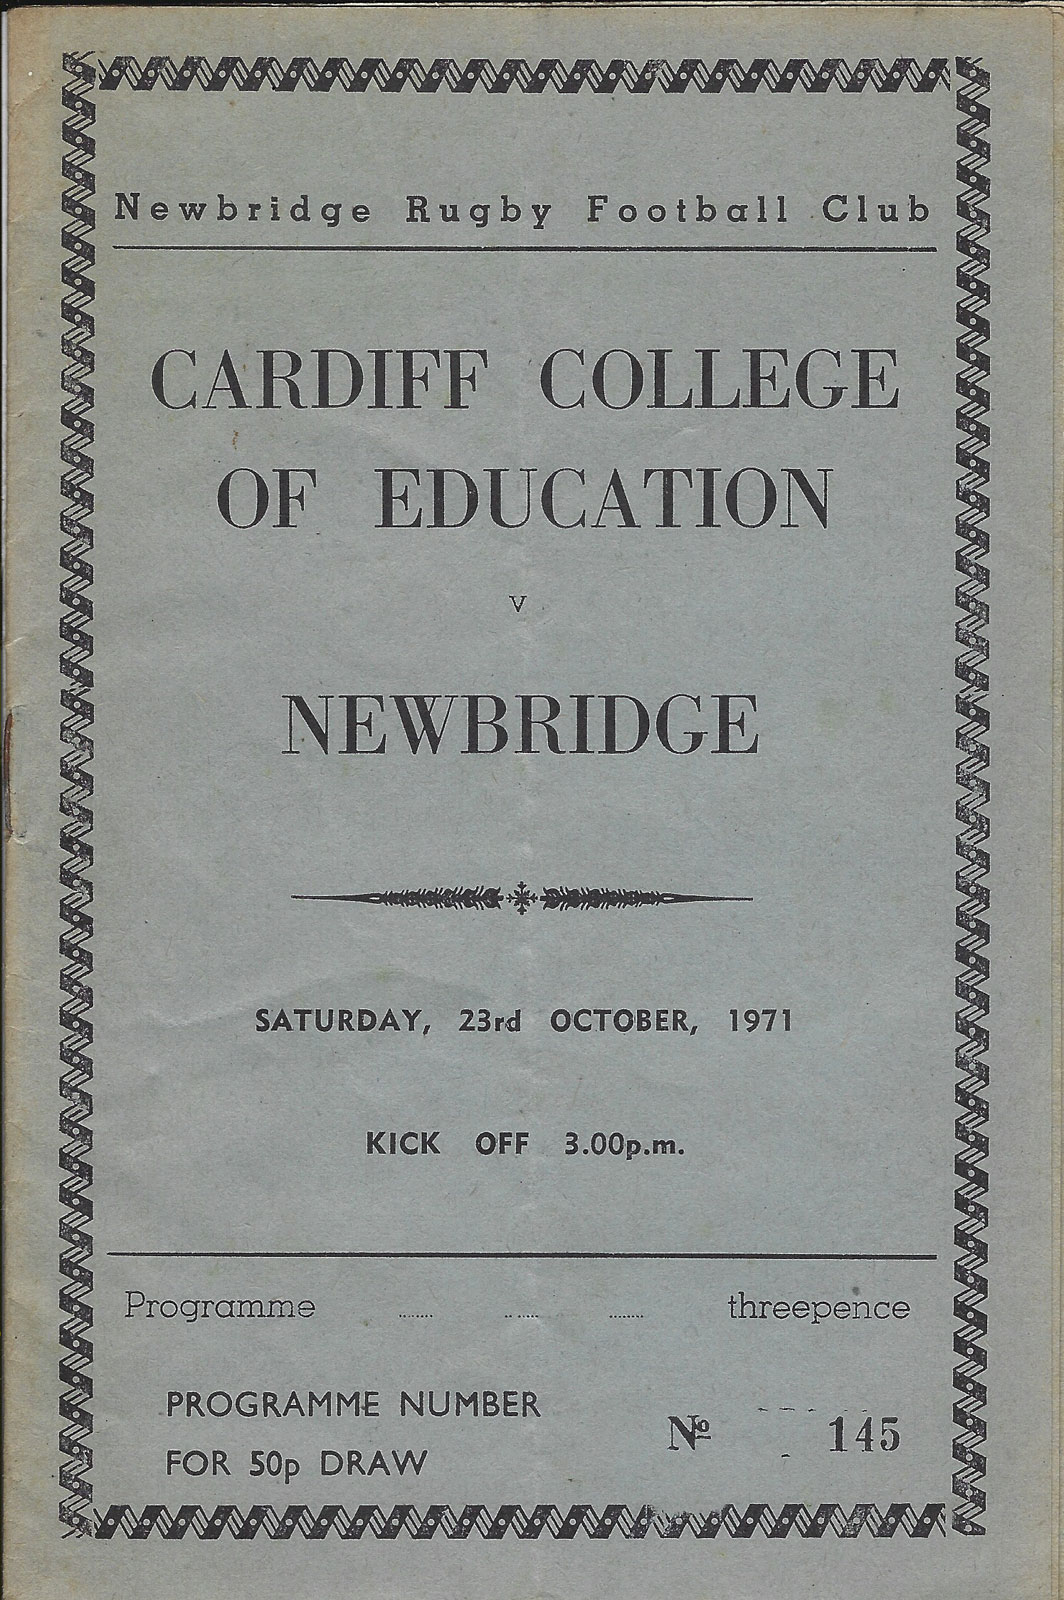 Newbridge Rugby Football Club
CARDIFF COLLEGE
OF EDUCATION
v
NEWBRIDGE
SATURDAY, 23rd OCTOBER, 1971
KICK OFF 3.00p.m.
Programme ........ ........ ........ threepence
PROGRAMME NUMBER
FOR 50p DRAW
Nº 145